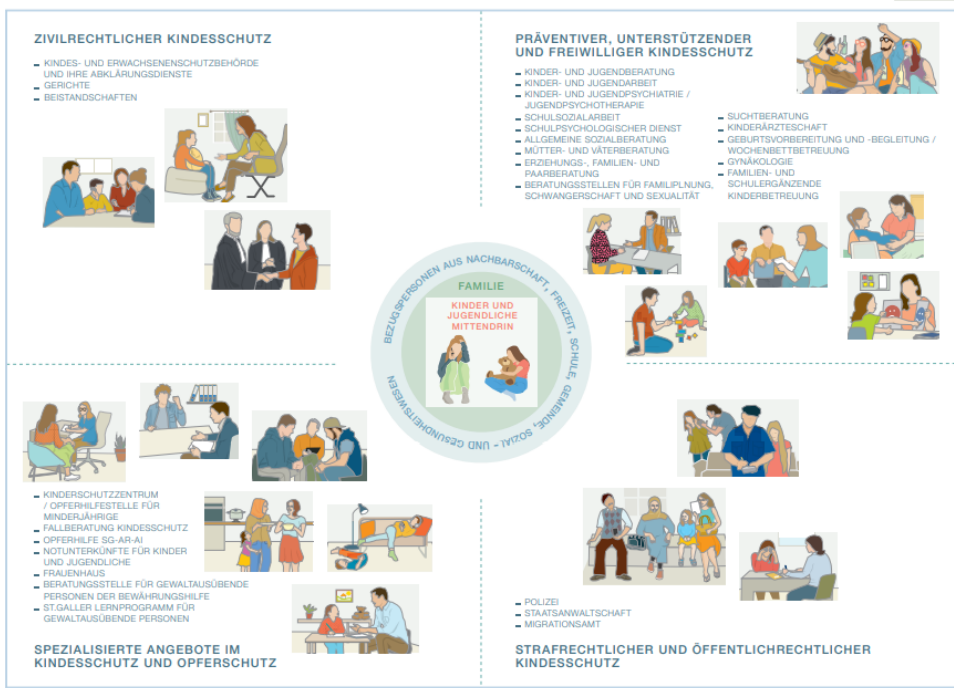 ZIVILRECHTLICHER KINDESSCHUTZ
– KINDES- UND ERWACHSENENSCHUTZBEHÖRDE
UND IHRE ABKLÄRUNGSDIENSTE
– GERICHTE
– BEISTANDSCHAFTEN
PRÄVENTIVER, UNTERSTÜTZENDER
UND FREIWILLIGER KINDESSCHUTZ
– KINDER- UND JUGENDBERATUNG
– KINDER- UND JUGENDARBEIT
– KINDER- UND JUGENDPSYCHIATRIE /
JUGENDPSYCHOTHERAPIE
– SCHULSOZIALARBEIT
– SCHULPSYCHOLOGISCHER DIENST
– ALLGEMEINE SOZIALBERATUNG
– MÜTTER- UND VÄTERBERATUNG
– ERZIEHUNGS-, FAMILIEN- UND
PAARBERATUNG
– BERATUNGSSTELLEN FÜR FAMILIPLNUNG,
SCHWANGERSCHAFT UND SEXUALITÄT
– SUCHTBERATUNG
– KINDERÄRZTESCHAFT
– GEBURTSVORBEREITUNG UND -BEGLEITUNG /
WOCHENBETTBETREUUNG
– GYNÄKOLOGIE
– FAMILIEN- UND
SCHULERGÄNZENDE
KINDERBETREUUNG
BEZUGSPERSONEN AUS NACHBARSCHAFT, FREIZEIT, SCHULE, GEMEINDE, SOZIAL- UND GESUNDHEITSWESEN
FAMILIE
KINDER UND
JUGENDLICHE
MITTENDRIN
– KINDERSCHUTZZENTRUM
/ OPFERHILFESTELLE FÜR
MINDERJÄHRIGE
– FALLBERATUNG KINDESSCHUTZ
– OPFERHILFE SG-AR-AI
– NOTUNTERKÜNFTE FÜR KINDER
UND JUGENDLICHE
– FRAUENHAUS
– BERATUNGSSTELLE FÜR GEWALTAUSÜBENDE
PERSONEN DER BEWÄHRUNGSHILFE
– ST.GALLER LERNPROGRAMM FÜR
GEWALTAUSÜBENDE PERSONEN
SPEZIALISIERTE ANGEBOTE IM
KINDESSCHUTZ UND OPFERSCHUTZ
– POLIZEI
– STAATSANWALTSCHAFT
– MIGRATIONSAMT
STRAFRECHTLICHER UND ÖFFENTLICHRECHTLICHER
KINDESSCHUTZ